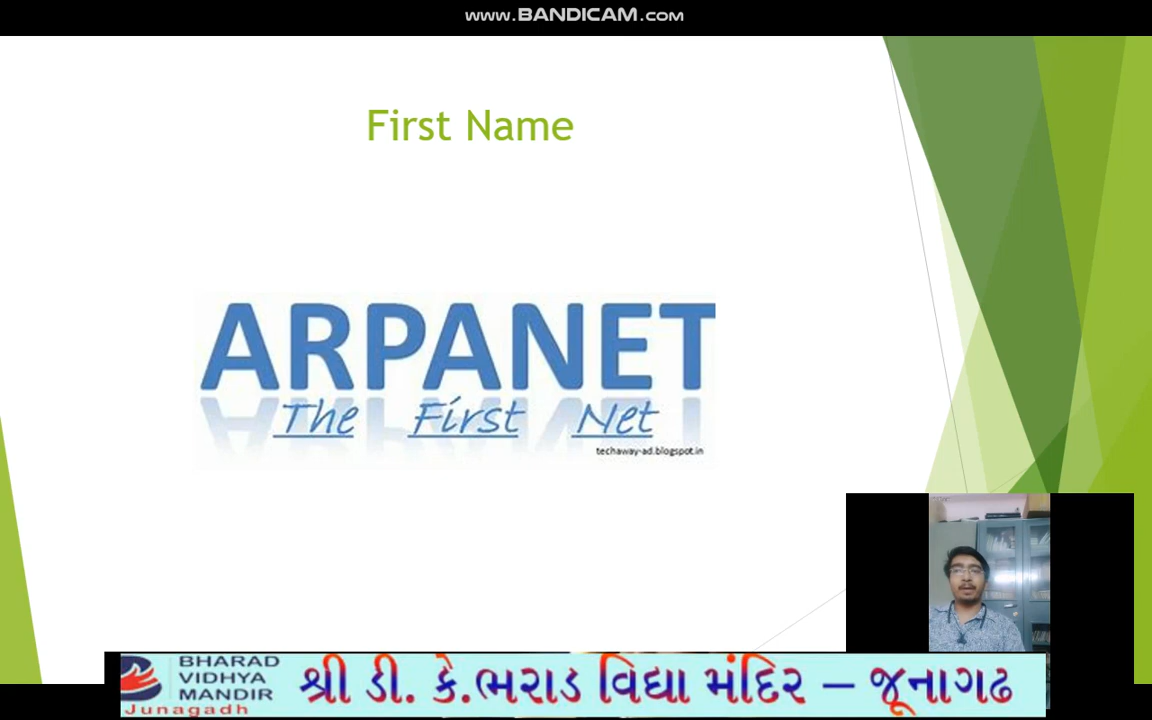 www.BANDICAM.com
First Name
ARPANET
The First Net
techaway-ad.blogspot.in
BHARAD
VIDHYA
MANDIR
Junagadh
શ્રી ડી. કે.ભરાડ વિદ્યા મંદિર – જૂનાગઢ